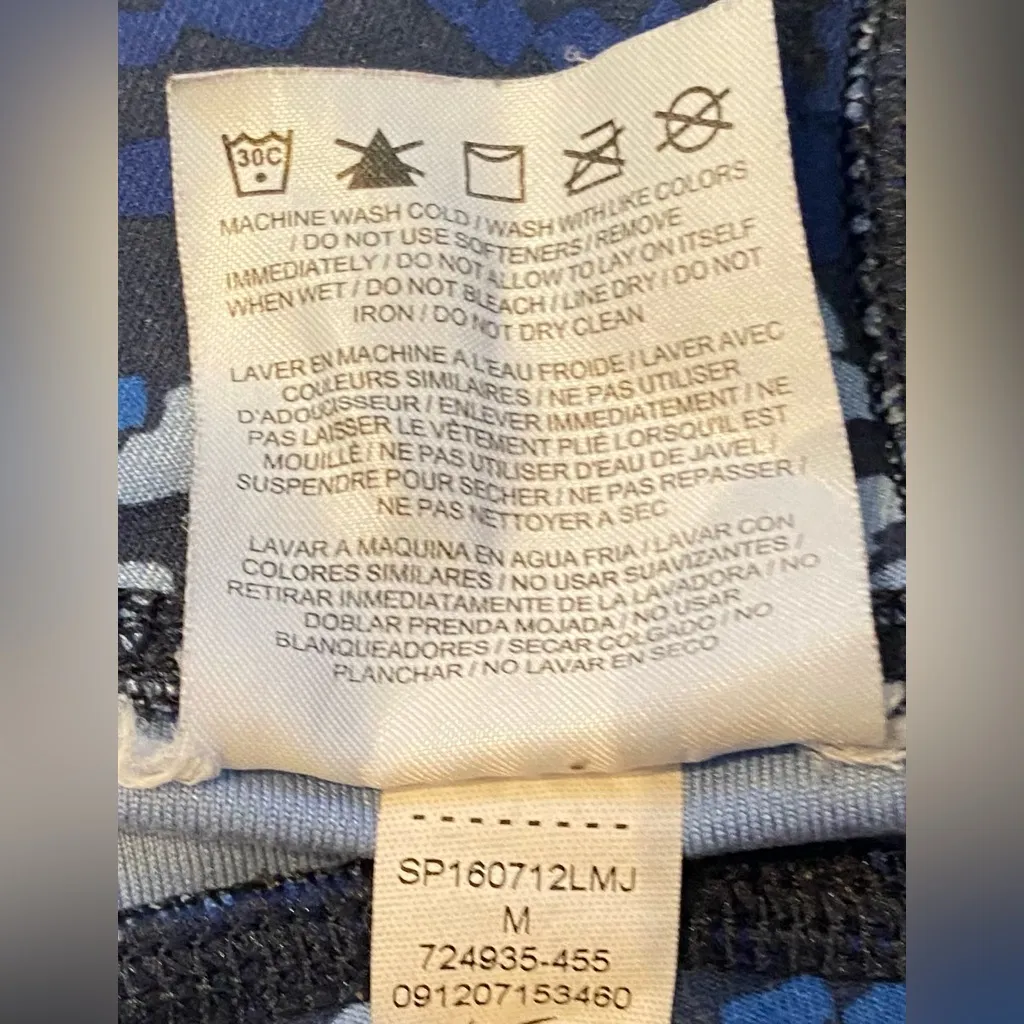 30C
MACHINE WASH COLD / WASH WITH LIKE COLORS
/ DO NOT USE SOFTENERS / REMOVE
IMMEDIATELY / DO NOT ALLOW TO LAY ON ITSELF
WHEN WET / DO NOT BLEACH / LINE DRY / DO NOT
IRON / DO NOT DRY CLEAN
LAVER EN MACHINE A L'EAU FROIDE / LAVER AVEC
COULEURS SIMILAIRES / NE PAS UTILISER
D'ADOUCISSEUR / ENLEVER IMMEDIATEMENT / NE
PAS LAISSER LE VÊTEMENT PLIÉ LORSQU'IL EST
MOUILLÉ / NE PAS UTILISER D'EAU DE JAVEL /
SUSPENDRE POUR SECHER / NE PAS REPASSER /
NE PAS NETTOYER A SEC
LAVAR A MAQUINA EN AGUA FRIA / LAVAR CON
COLORES SIMILARES / NO USAR SUAVIZANTES /
RETIRAR INMEDIATAMENTE DE LA LAVADORA / NO
DOBLAR PRENDA MOJADA / NO USAR
BLANQUEADORES / SECAR COLGADO / NO
PLANCHAR / NO LAVAR EN SECO
SP160712LMJ
M
724935-455
091207153460